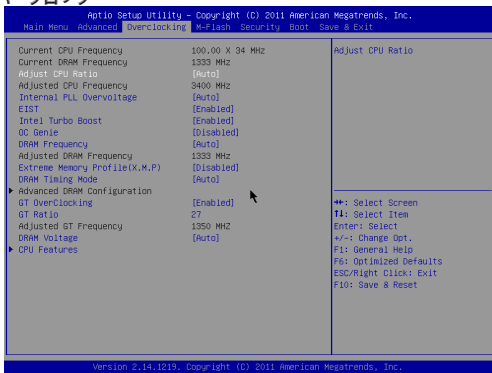 Aptio Setup Utility – Copyright (C) 2011 American Megatrends, Inc.
Main Menu Advanced Overclocking M-Flash Security Boot Save & Exit
Current CPU Frequency 100.00 X 34 MHz
Current DRAM Frequency 1333 MHz
Adjust CPU Ratio [Auto]
Adjusted CPU Frequency 3400 MHz
Internal PLL Overvoltage [Auto]
EIST [Enabled]
Intel Turbo Boost [Enabled]
OC Genie [Disabled]
DRAM Frequency [Auto]
Adjusted DRAM Frequency 1333 MHz
Extreme Memory Profile(X.M.P) [Disabled]
DRAM Timing Mode [Auto]
Advanced DRAM Configuration
GT OverClocking [Enabled]
GT Ratio 27
Adjusted GT Frequency 1350 MHZ
DRAM Voltage [Auto]
CPU Features
Adjust CPU Ratio
↔: Select Screen
↑↓: Select Item
Enter: Select
+/-: Change Opt.
F1: General Help
F6: Optimized Defaults
ESC/Right Click: Exit
F10: Save & Reset
Version 2.14.1219. Copyright (C) 2011 American Megatrends, Inc.